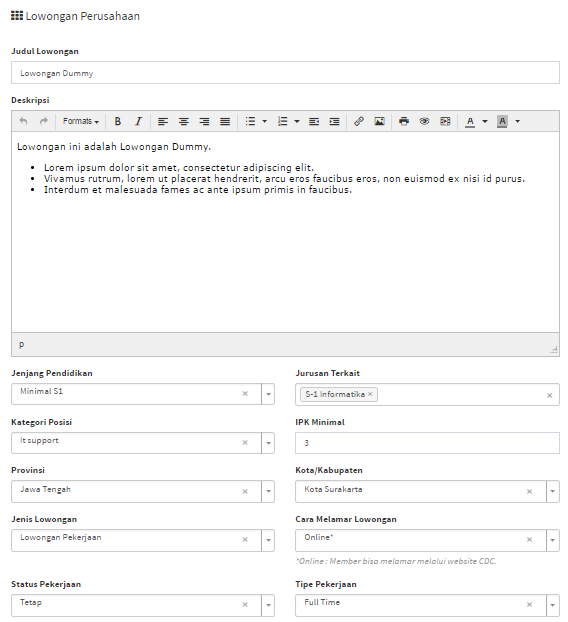 Lowongan Perusahaan
Judul Lowongan
Lowongan Dummy
Deskripsi
Formats B I A A
Lowongan ini adalah Lowongan Dummy.
• Lorem ipsum dolor sit amet, consectetur adipiscing elit.
• Vivamus rutrum, lorem ut placerat hendrerit, arcu eros faucibus eros, non euismod ex nisi id purus.
• Interdum et malesuada fames ac ante ipsum primis in faucibus.
p
Jenjang Pendidikan
Minimal S1 ×
Jurusan Terkait
S-1 Informatika × ×
Kategori Posisi
It support ×
IPK Minimal
3
Provinsi
Jawa Tengah ×
Kota/Kabupaten
Kota Surakarta ×
Jenis Lowongan
Lowongan Pekerjaan ×
Cara Melamar Lowongan
Online* ×
*Online : Member bisa melamar melalui website CDC.
Status Pekerjaan
Tetap ×
Tipe Pekerjaan
Full Time ×